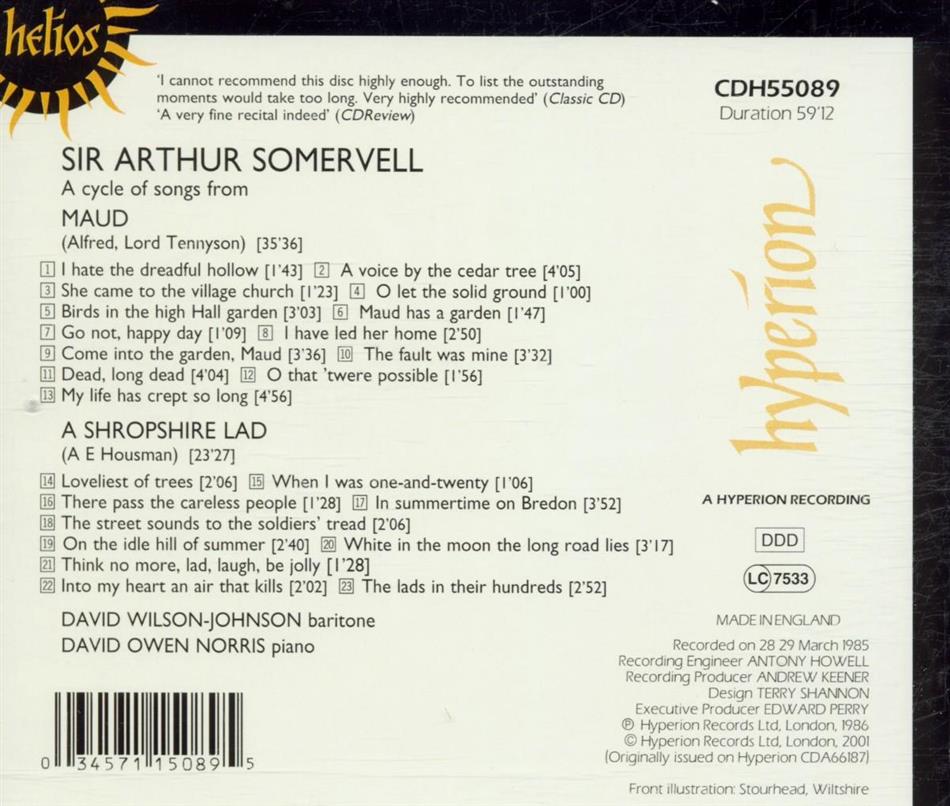 helios
'I cannot recommend this disc highly enough. To list the outstanding
moments would take too long. Very highly recommended' (Classic CD)
'A very fine recital indeed' (CDReview)
CDH55089
Duration 59'12
SIR ARTHUR SOMERVELL
A cycle of songs from
MAUD
(Alfred, Lord Tennyson) [35'36]
1 I hate the dreadful hollow [1'43] 2 A voice by the cedar tree [4'05]
3 She came to the village church [1'23] 4 O let the solid ground [1'00]
5 Birds in the high Hall garden [3'03] 6 Maud has a garden [1'47]
7 Go not, happy day [1'09] 8 I have led her home [2'50]
9 Come into the garden, Maud [3'36] 10 The fault was mine [3'32]
11 Dead, long dead [4'04] 12 O that 'twere possible [1'56]
13 My life has crept so long [4'56]
A SHROPSHIRE LAD
(A E Housman) [23'27]
14 Loveliest of trees [2'06] 15 When I was one-and-twenty [1'06]
16 There pass the careless people [1'28] 17 In summertime on Bredon [3'52]
18 The street sounds to the soldiers' tread [2'06]
19 On the idle hill of summer [2'40] 20 White in the moon the long road lies [3'17]
21 Think no more, lad, laugh, be jolly [1'28]
22 Into my heart an air that kills [2'02] 23 The lads in their hundreds [2'52]
DAVID WILSON-JOHNSON baritone
DAVID OWEN NORRIS piano
0 34571 15089 5
hyperion
A HYPERION RECORDING
DDD
LC 7533
MADE IN ENGLAND
Recorded on 28 29 March 1985
Recording Engineer ANTONY HOWELL
Recording Producer ANDREW KEENER
Design TERRY SHANNON
Executive Producer EDWARD PERRY
℗ Hyperion Records Ltd, London, 1986
© Hyperion Records Ltd, London, 2001
(Originally issued on Hyperion CDA66187)
Front illustration: Stourhead, Wiltshire